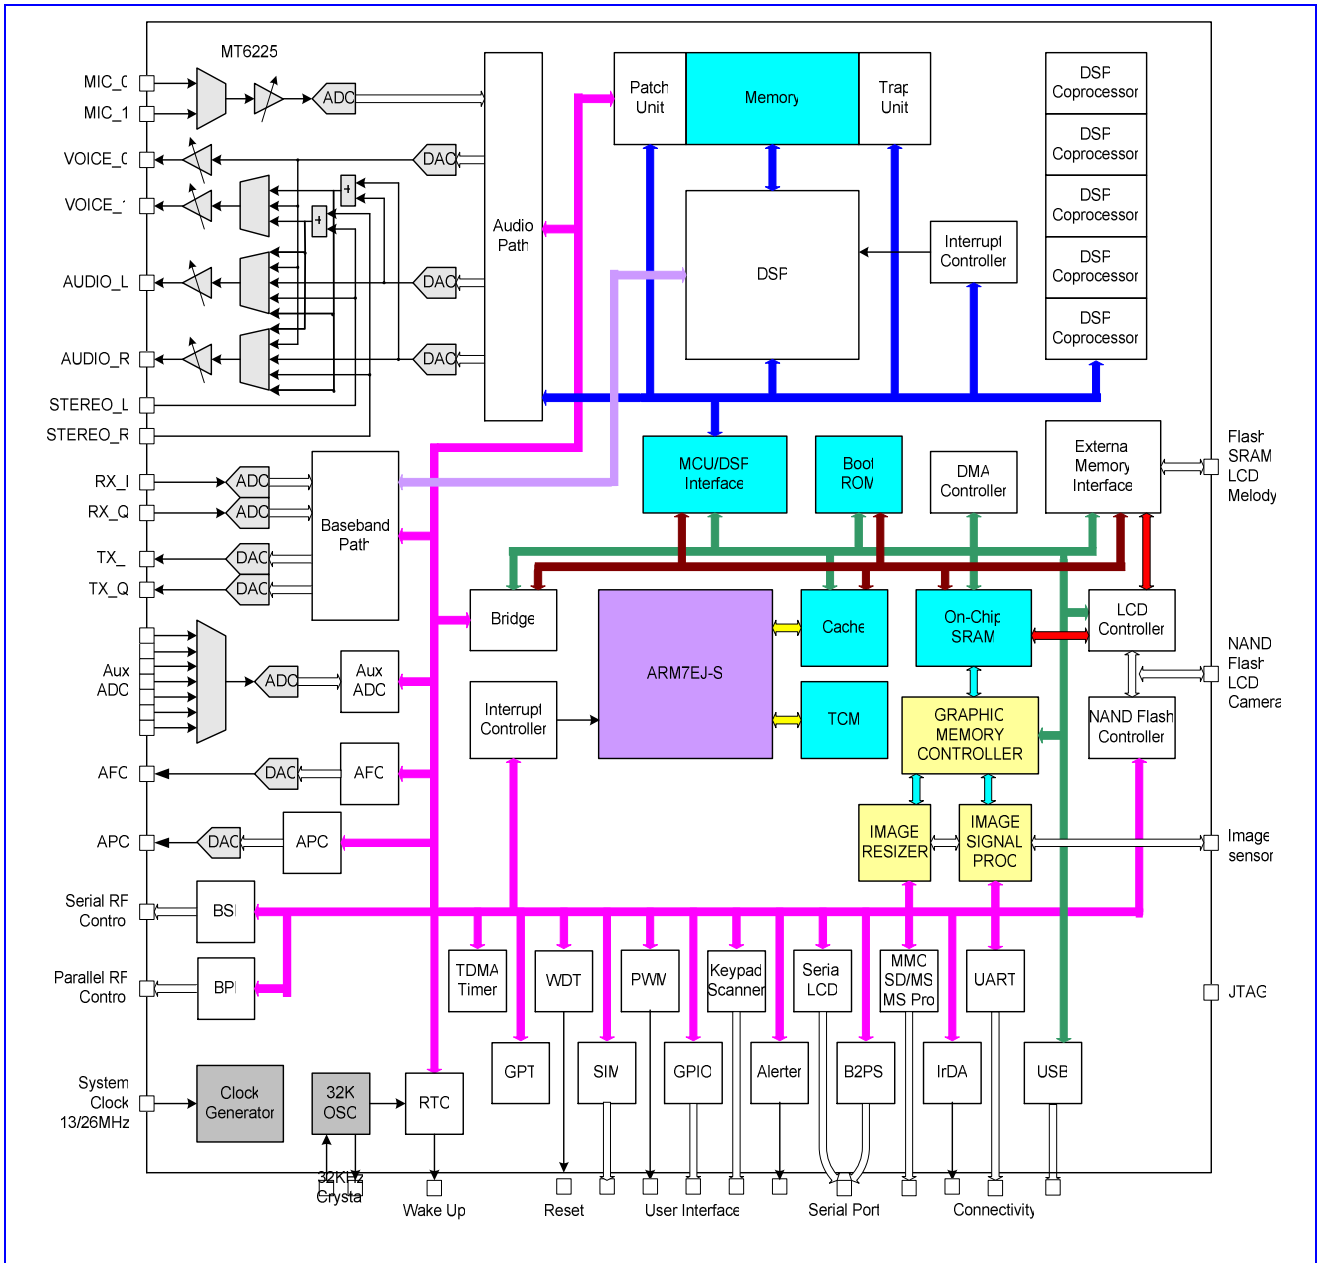 MT6225
MIC_0
MIC_1
VOICE_0
VOICE_1
AUDIO_L
AUDIO_R
STEREO_L
STEREO_R
ADC
DAC
DAC
DAC
+
+
Audio
Path
Patch
Unit
Memory
Trap
Unit
DSP
Interrupt
Controller
DSP
Coprocessor
DSP
Coprocessor
DSP
Coprocessor
DSP
Coprocessor
DSP
Coprocessor
RX_I
RX_Q
TX_
TX_Q
ADC
ADC
DAC
DAC
Baseband
Path
MCU/DSP
Interface
Boot
ROM
DMA
Controller
Externa
Memory
Interface
Flash
SRAM
LCD
Melody
Bridge
ARM7EJ-S
Cache
TCM
On-Chip
SRAM
LCD
Controller
NAND
Flash
LCD
Camera
Aux
ADC
ADC
Aux
ADC
Interrupt
Controller
GRAPHIC
MEMORY
CONTROLLER
NAND Flash
Controller
AFC
DAC
AFC
APC
DAC
APC
IMAGE
RESIZER
IMAGE
SIGNAL
PROC
Image
sensor
Serial RF
Contro
BSI
Parallel RF
Contro
BPI
TDMA
Timer
WDT
PWM
Keypad
Scanner
Seria
LCD
MMC
SD/MS
MS Pro
UART
JTAG
GPT
SIM
GPIO
Alerter
B2PS
IrDA
USB
System
Clock
13/26MHz
Clock
Generator
32K
OSC
RTC
32KHz
Crysta
Wake Up
Reset
User Interface
Serial Port
Connectivity